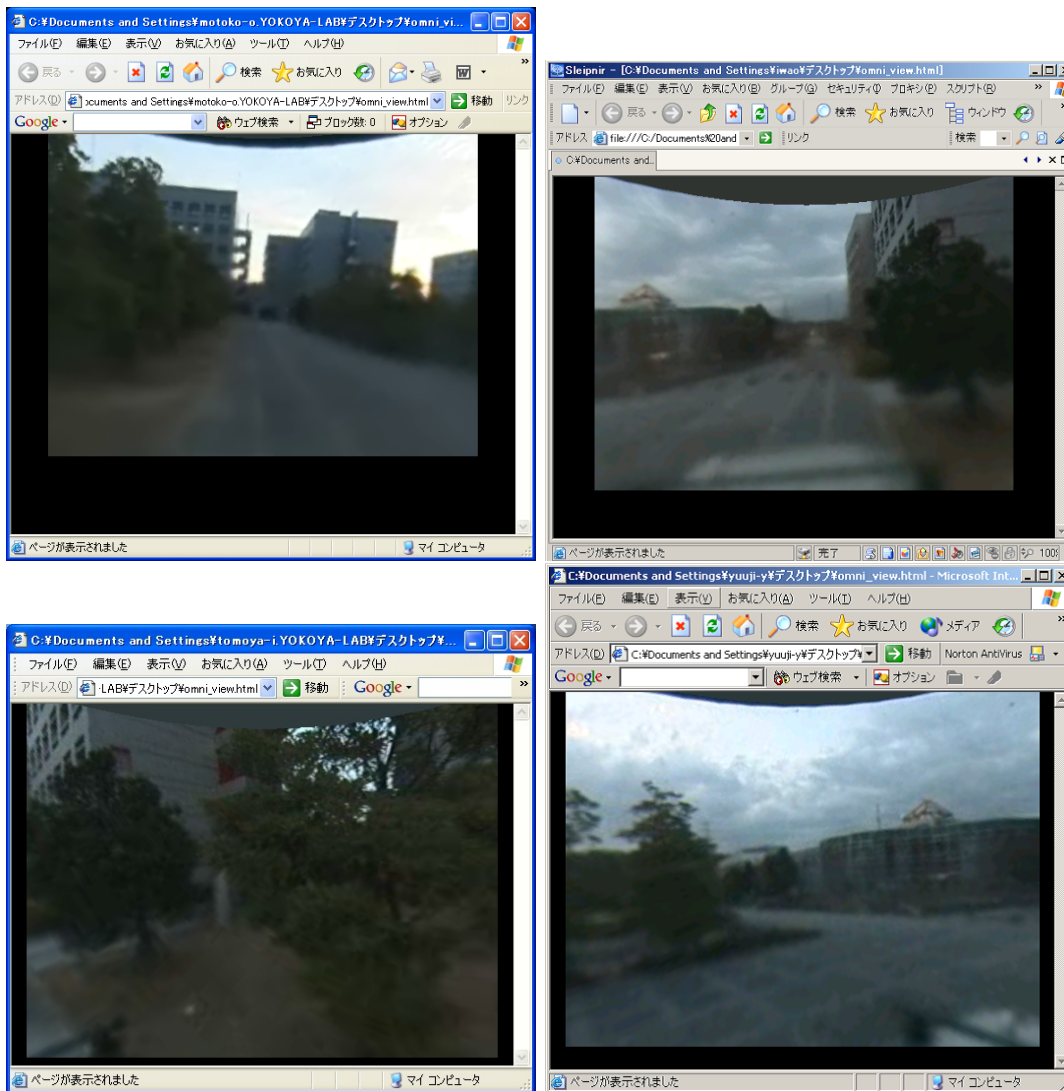 C:¥Documents and Settings¥motoko-o.YOKOYA-LAB¥デスクトップ¥omni_vi...
ファイル(F) 編集(E) 表示(V) お気に入り(A) ツール(T) ヘルプ(H)
戻る 検索 お気に入り
アドレス(D) ocuments and Settings¥motoko-o.YOKOYA-LAB¥デスクトップ¥omni_view.html 移動 リンク
Google ウェブ検索 ブロック数: 0 オプション
ページが表示されました マイ コンピュータ
Sleipnir - [C:¥Documents and Settings¥iwao¥デスクトップ¥omni_view.html]
ファイル(F) 編集(E) 表示(V) お気に入り(B) グループ(G) セキュリティ(I) プロキシ(P) スクリプト(R)
戻る 検索 お気に入り ウィンドウ
アドレス file:///C:/Documents%20and リンク 検索
C:¥Documents and..
ページが表示されました 完了 100%
C:¥Documents and Settings¥tomoya-i.YOKOYA-LAB¥デスクトップ¥...
ファイル(F) 編集(E) 表示(V) お気に入り(A) ツール(T) ヘルプ(H)
アドレス(D) -LAB¥デスクトップ¥omni_view.html 移動 Google
ページが表示されました マイ コンピュータ
C:¥Documents and Settings¥yuuji-y¥デスクトップ¥omni_view.html - Microsoft Int...
ファイル(F) 編集(E) 表示(V) お気に入り(A) ツール(T) ヘルプ(H)
戻る 検索 お気に入り メディア
アドレス(D) C:¥Documents and Settings¥yuuji-y¥デスクトップ¥ 移動 Norton AntiVirus
Google ウェブ検索 オプション
ページが表示されました マイ コンピュータ